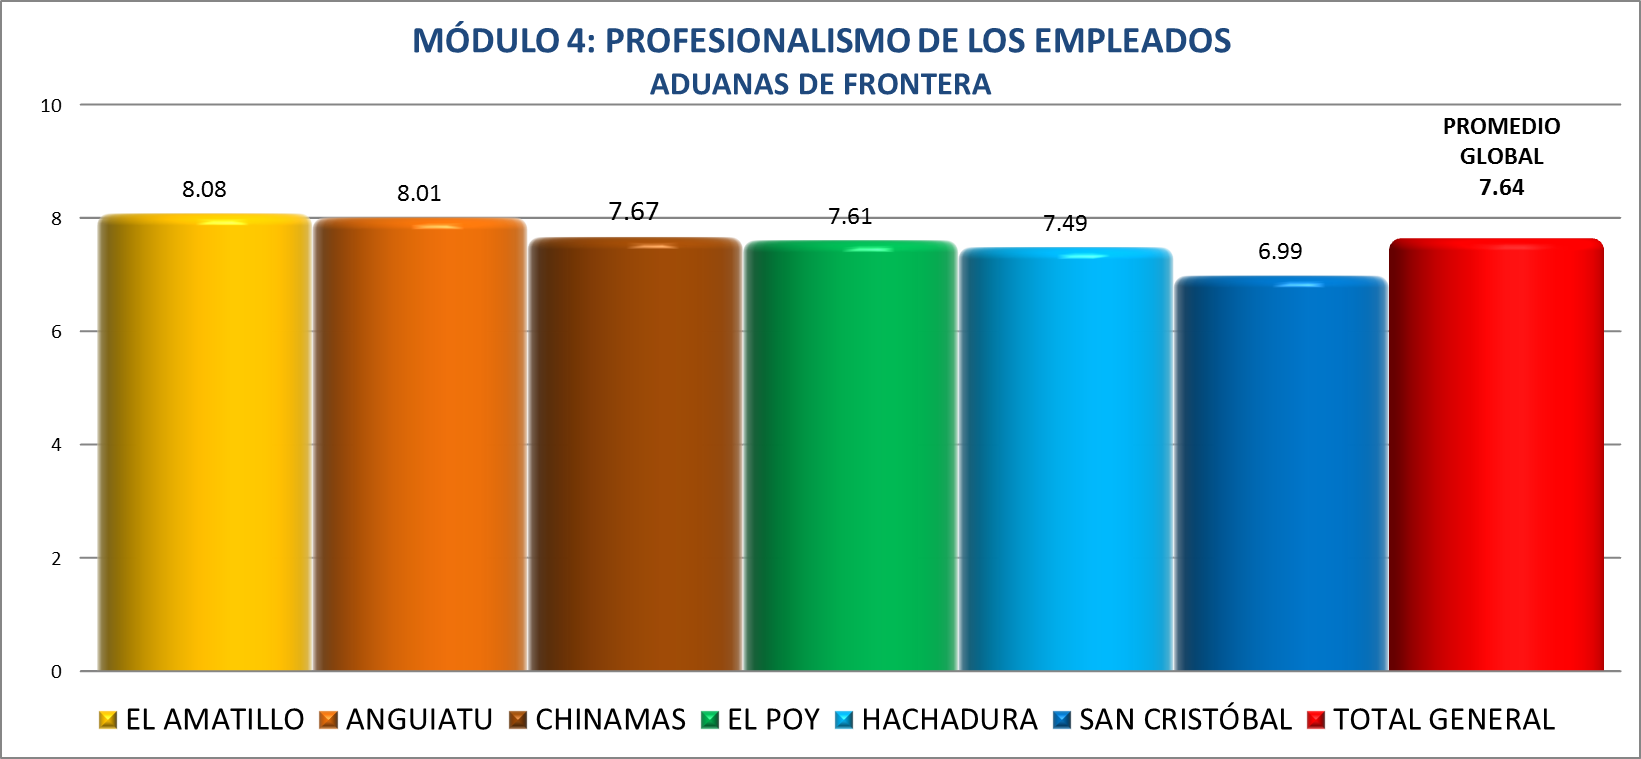 MÓDULO 4: PROFESIONALISMO DE LOS EMPLEADOS
ADUANAS DE FRONTERA
10
8
6
4
2
0
8.08
8.01
7.67
7.61
7.49
6.99
PROMEDIO
GLOBAL
7.64
EL AMATILLO ANGUIATU CHINAMAS EL POY HACHADURA SAN CRISTÓBAL TOTAL GENERAL